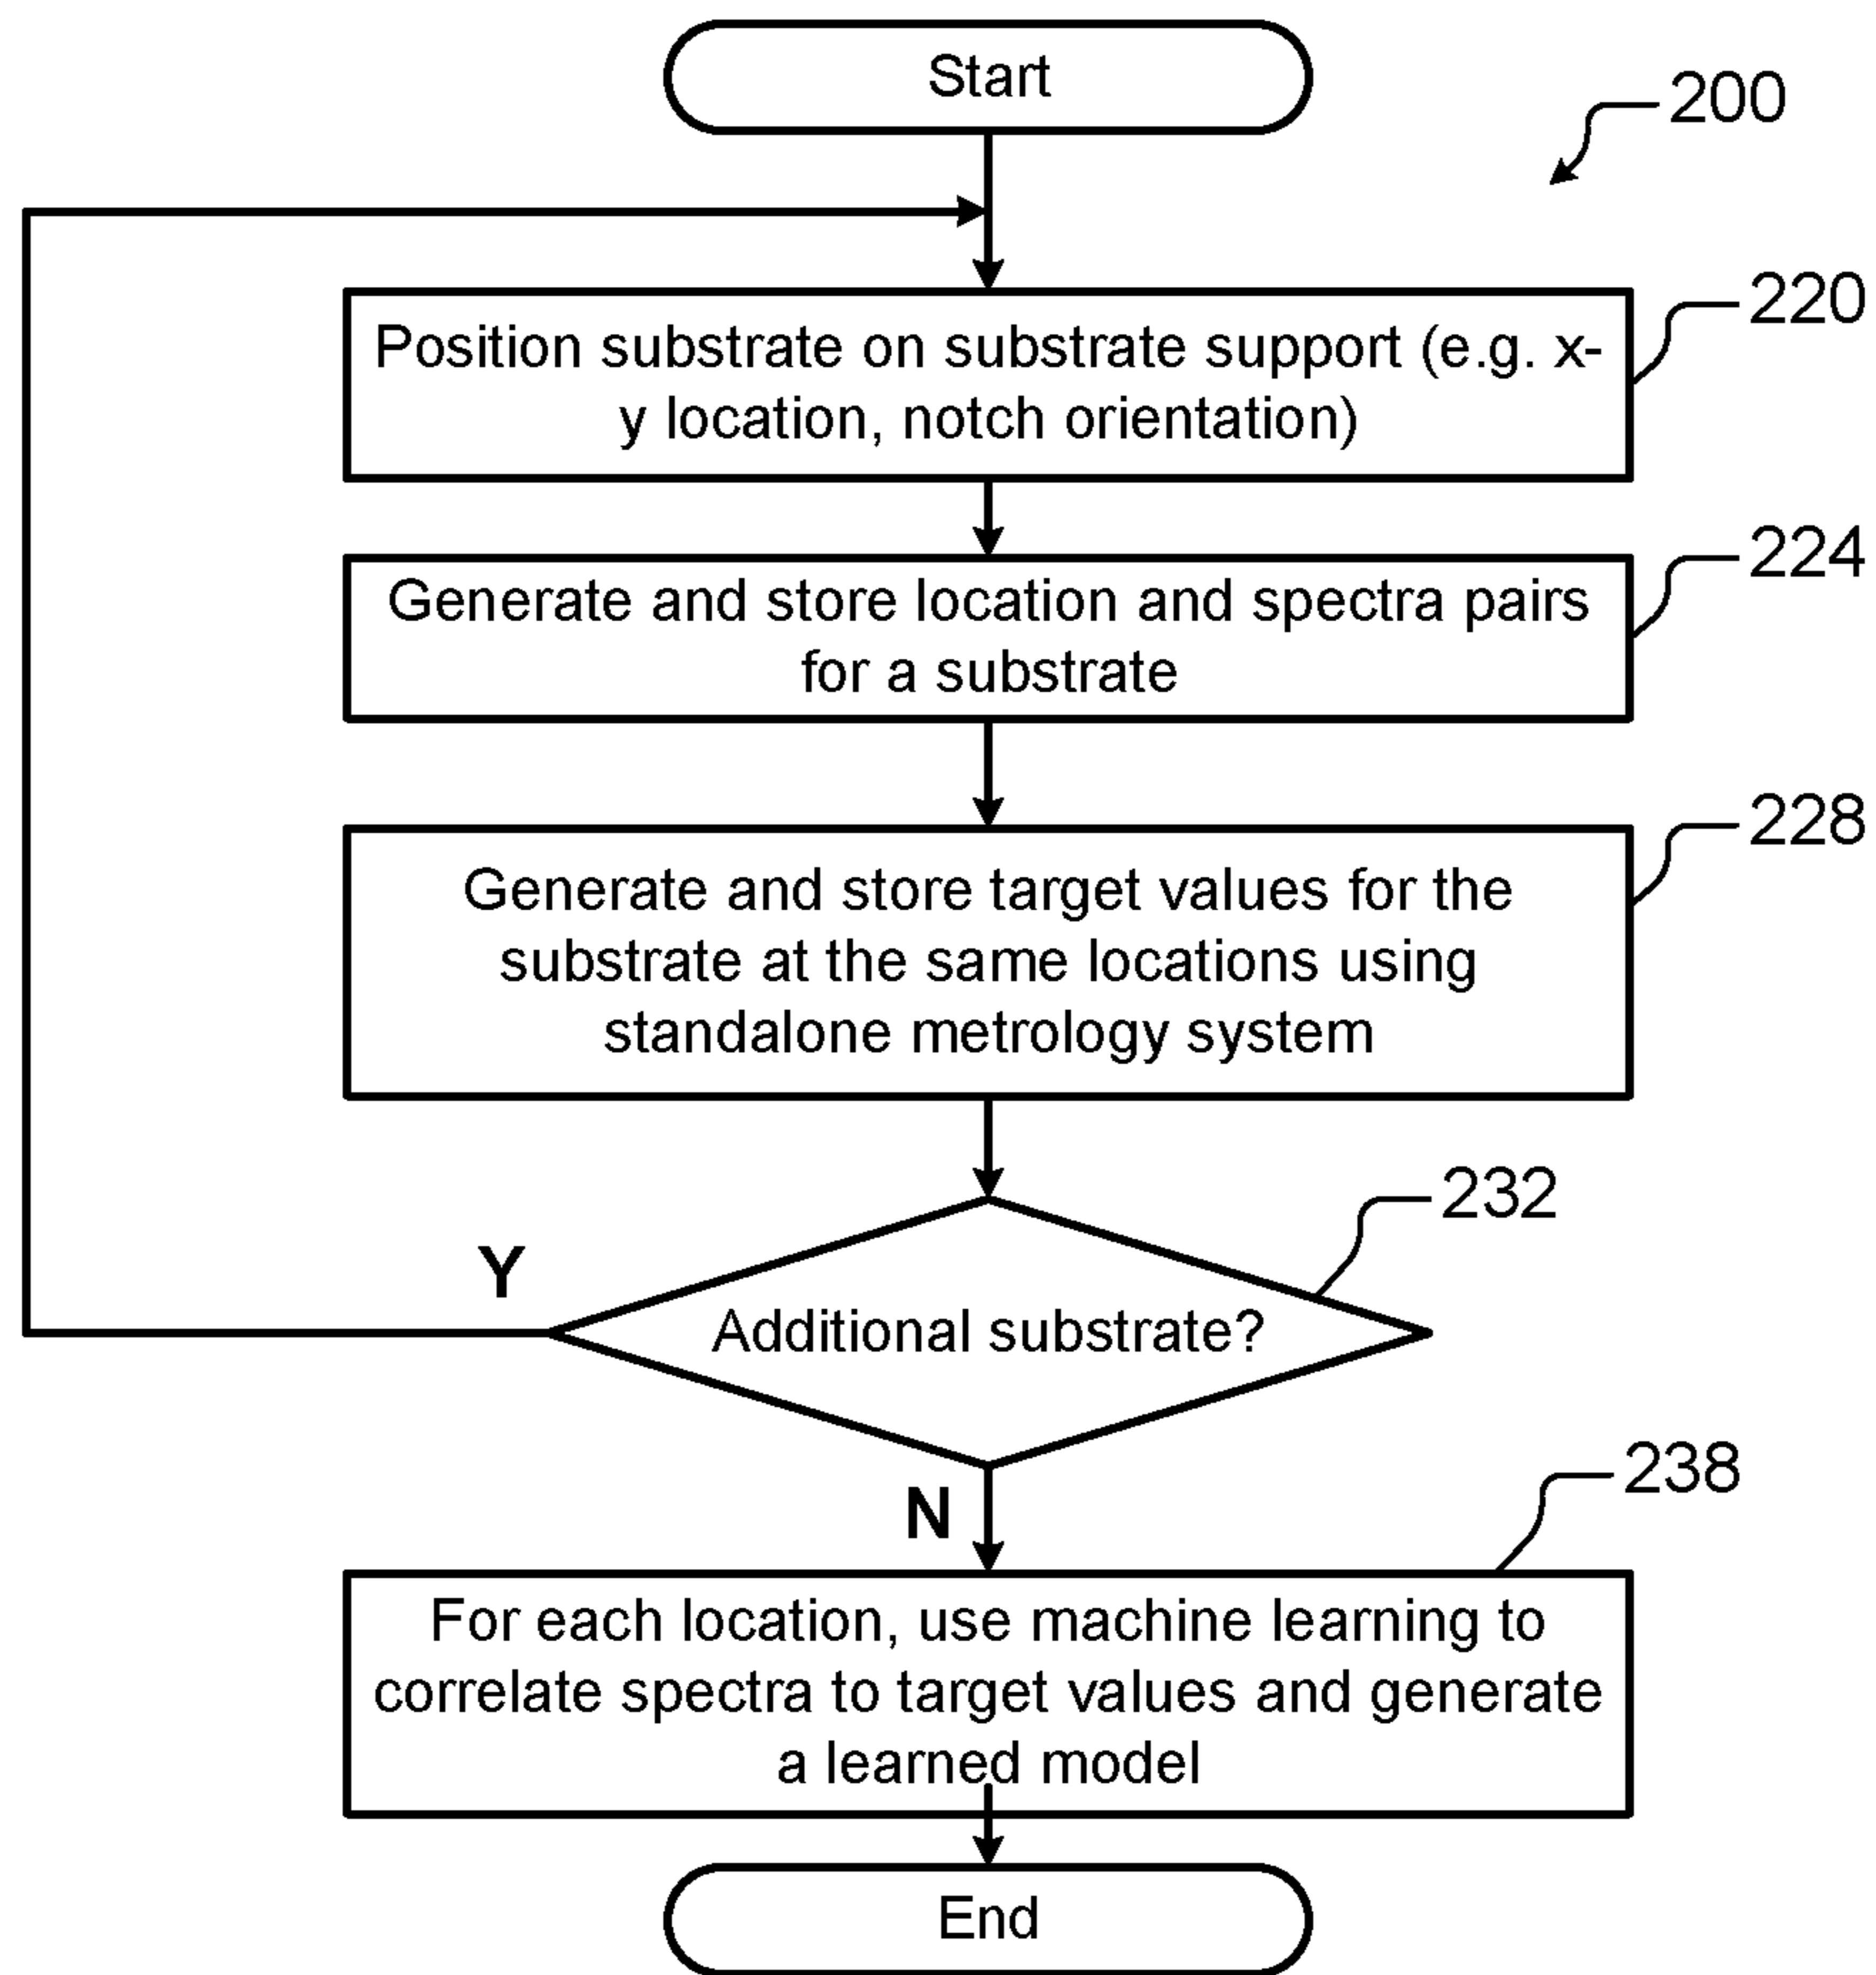 Start
200
220
Position substrate on substrate support (e.g. x-
y location, notch orientation)
224
Generate and store location and spectra pairs
for a substrate
228
Generate and store target values for the
substrate at the same locations using
standalone metrology system
232
Y
Additional substrate?
N
238
For each location, use machine learning to
correlate spectra to target values and generate
a learned model
End